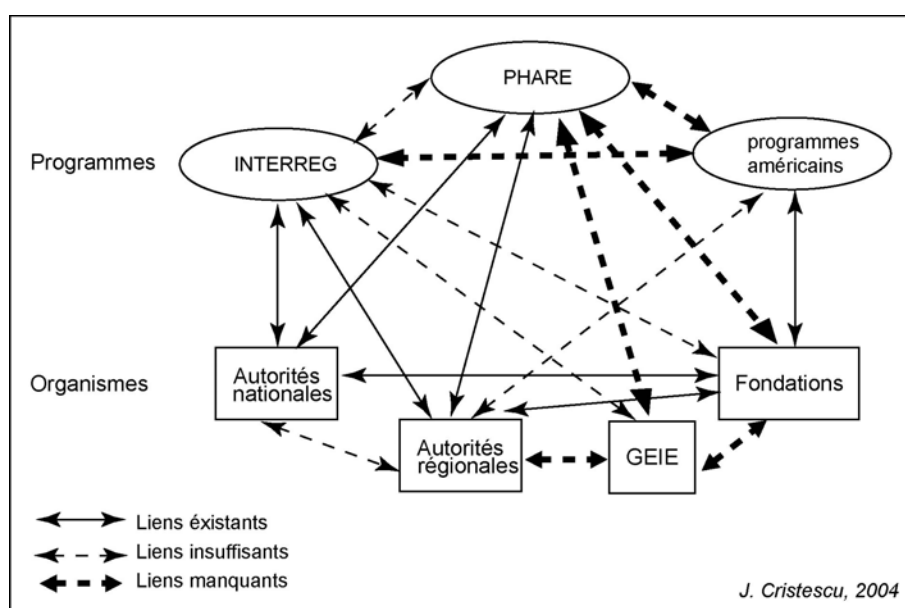 PHARE
Programmes
INTERREG
programmes
américains
Organismes
Autorités
nationales
Fondations
Autorités
régionales
GEIE
Liens éxistants
Liens insuffisants
Liens manquants
J. Cristescu, 2004